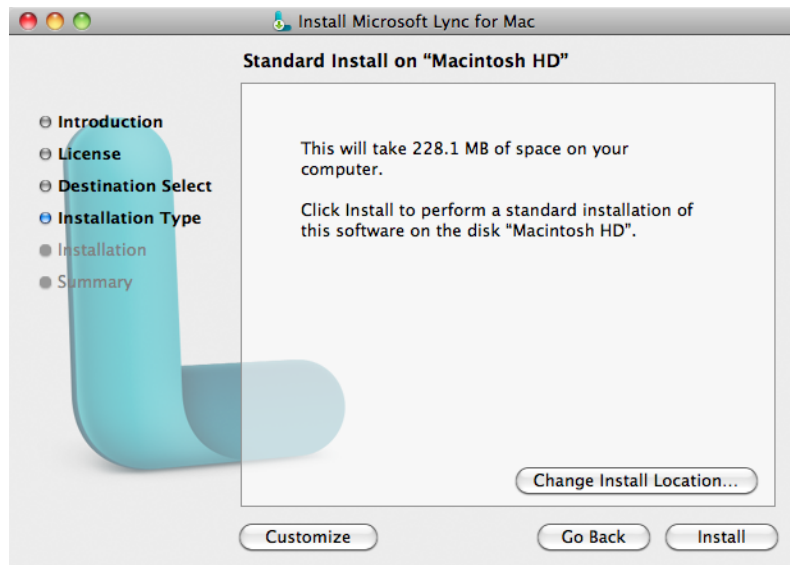 Install Microsoft Lync for Mac
Standard Install on “Macintosh HD”
Introduction
License
Destination Select
Installation Type
Installation
Summary
This will take 228.1 MB of space on your
computer.
Click Install to perform a standard installation of
this software on the disk “Macintosh HD”.
Change Install Location...
Customize
Go Back
Install